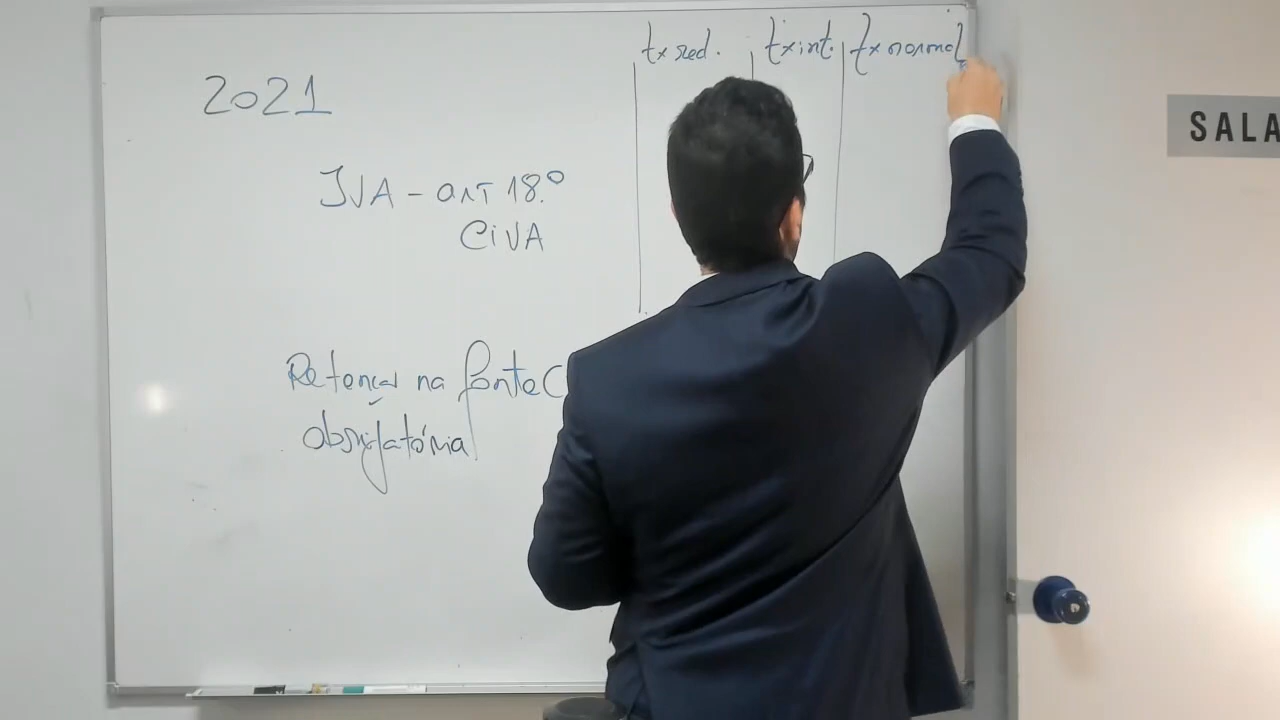 tx red. tx int. tx normal
2021
IVA - art 18.º
CIVA
Retenção na fonte (
obrigatória
SALA